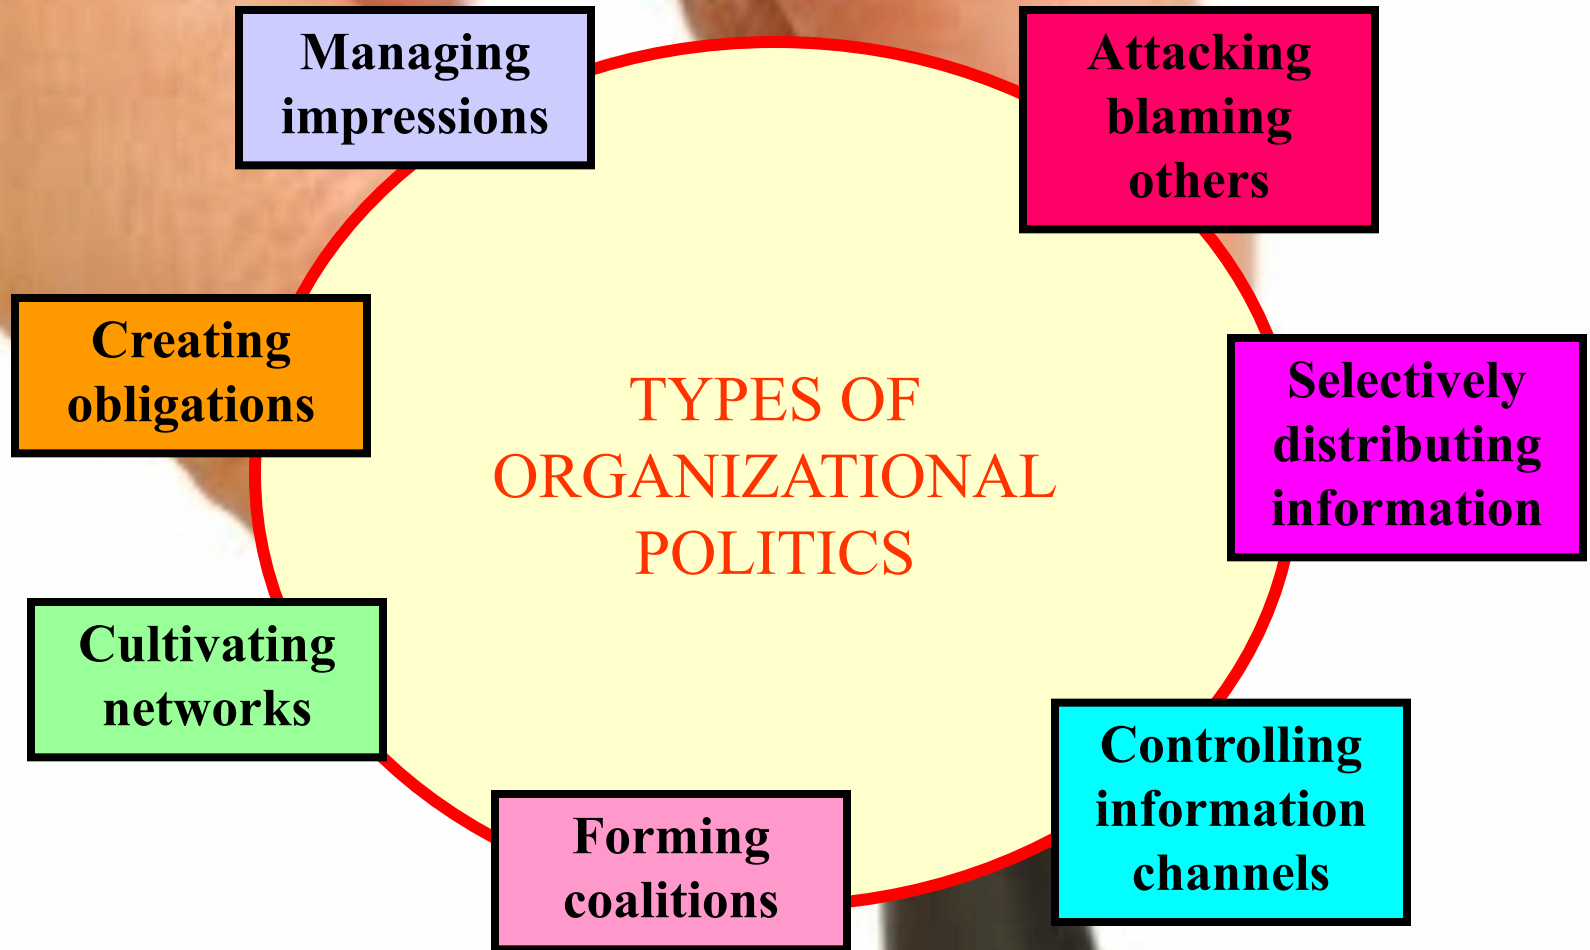 Managing
impressions
Attacking
blaming
others
Creating
obligations
TYPES OF
ORGANIZATIONAL
POLITICS
Selectively
distributing
information
Cultivating
networks
Controlling
information
channels
Forming
coalitions